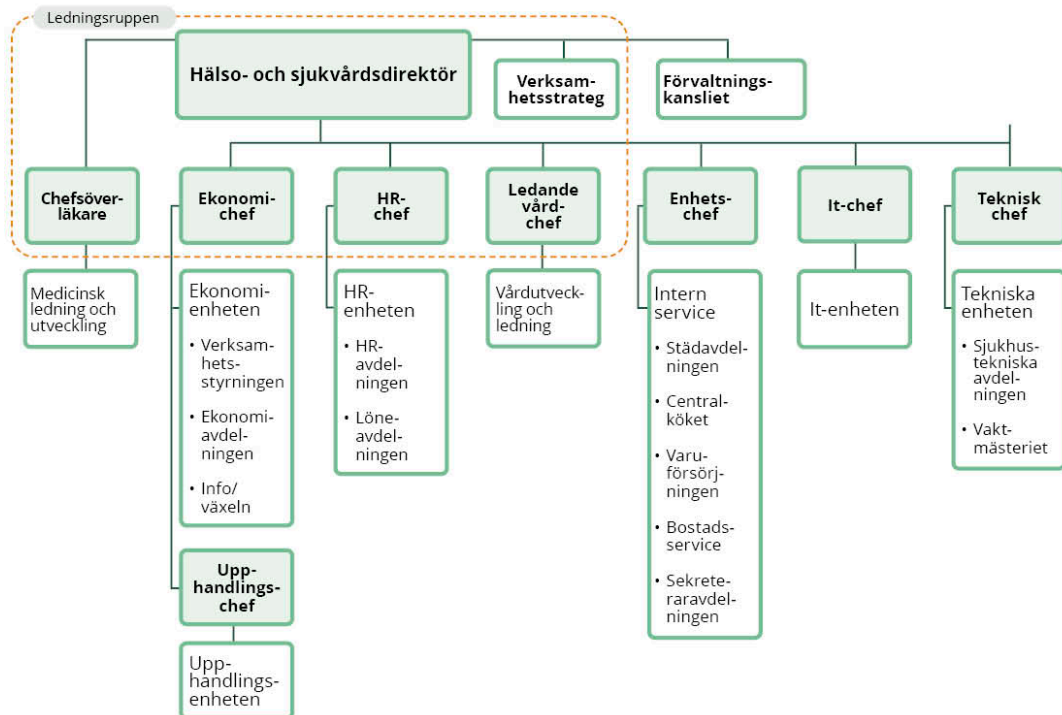 Ledningsruppen
Hälso- och sjukvårdsdirektör
Verksam-
hetsstrateg
Förvaltnings-
kansliet
Chefsöver-
läkare
Ekonomi-
chef
HR-
chef
Ledande
vård-
chef
Enhets-
chef
It-chef
Teknisk
chef
Medicinsk
ledning och
utveckling
Ekonomi-
enheten
• Verksam-
hets-
styrningen
• Ekonomi-
avdel-
ningen
• Info/
växeln
HR-
enheten
• HR-
avdel-
ningen
• Löne-
avdel-
ningen
Vårdutveck-
ling och
ledning
Intern
service
• Städavdel-
ningen
• Central-
köket
• Varu-
försörj-
ningen
• Bostads-
service
• Sekrete-
raravdel-
ningen
It-enheten
Tekniska
enheten
• Sjukhus-
tekniska
avdel-
ningen
• Vakt-
mästeriet
Upp-
handlings-
chef
Upp-
handlings-
enheten